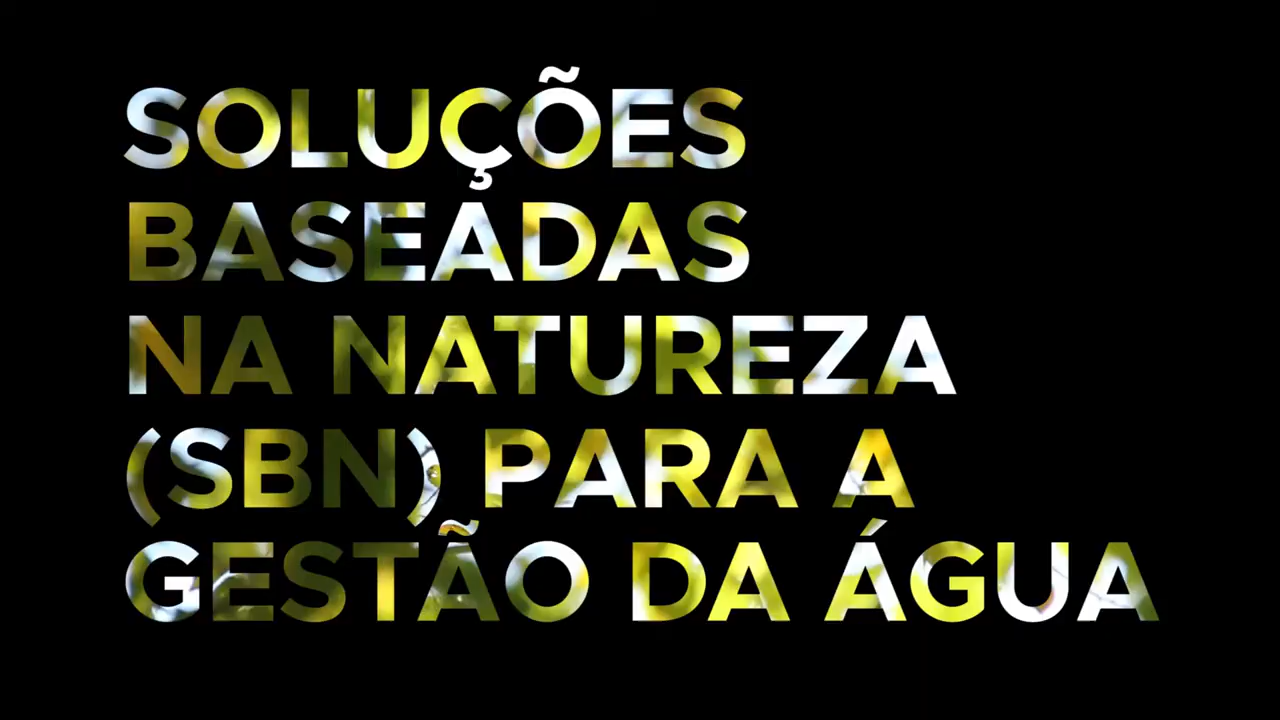 SOLUÇÕES
BASEADAS
NA NATUREZA
(SBN) PARA A
GESTÃO DA ÁGUA